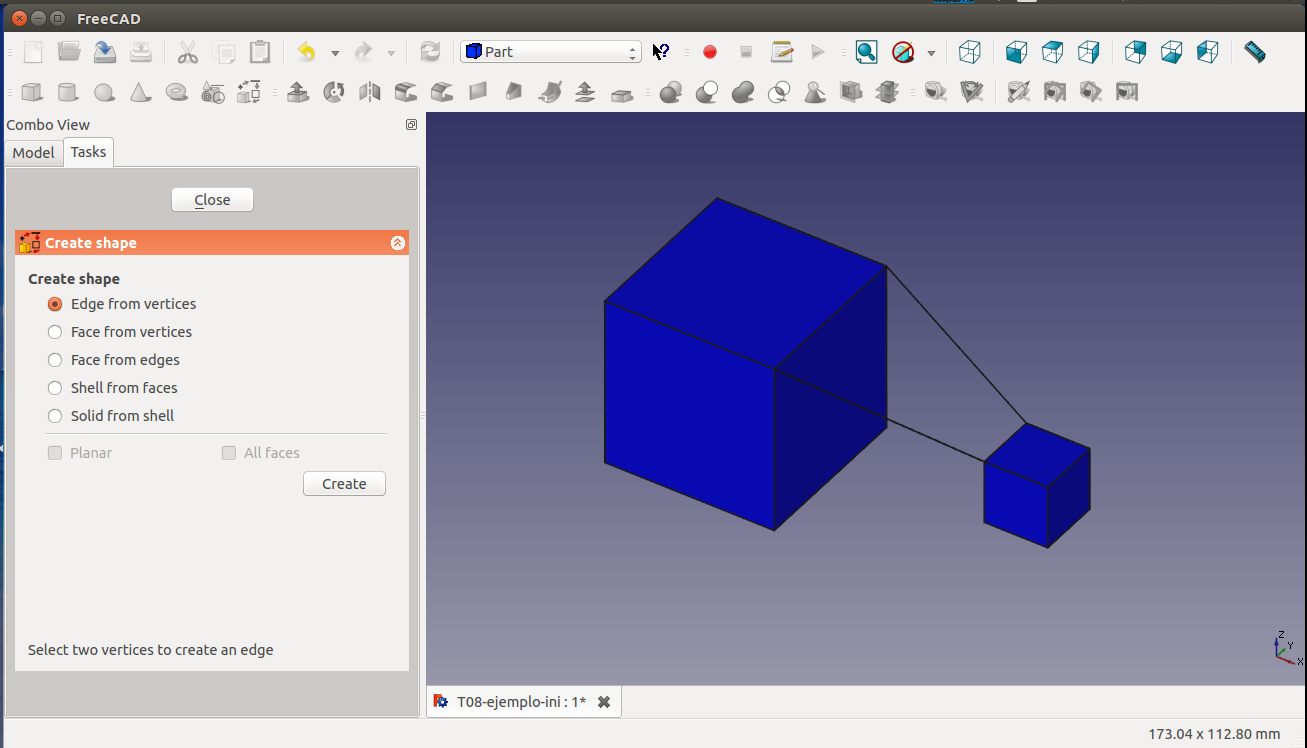 FreeCAD
Part
Combo View
Model
Tasks
Close
Create shape
Create shape
Edge from vertices
Face from vertices
Face from edges
Shell from faces
Solid from shell
Planar
All faces
Create
Select two vertices to create an edge
Z
Y
X
T08-ejemplo-ini : 1*
173.04 x 112.80 mm